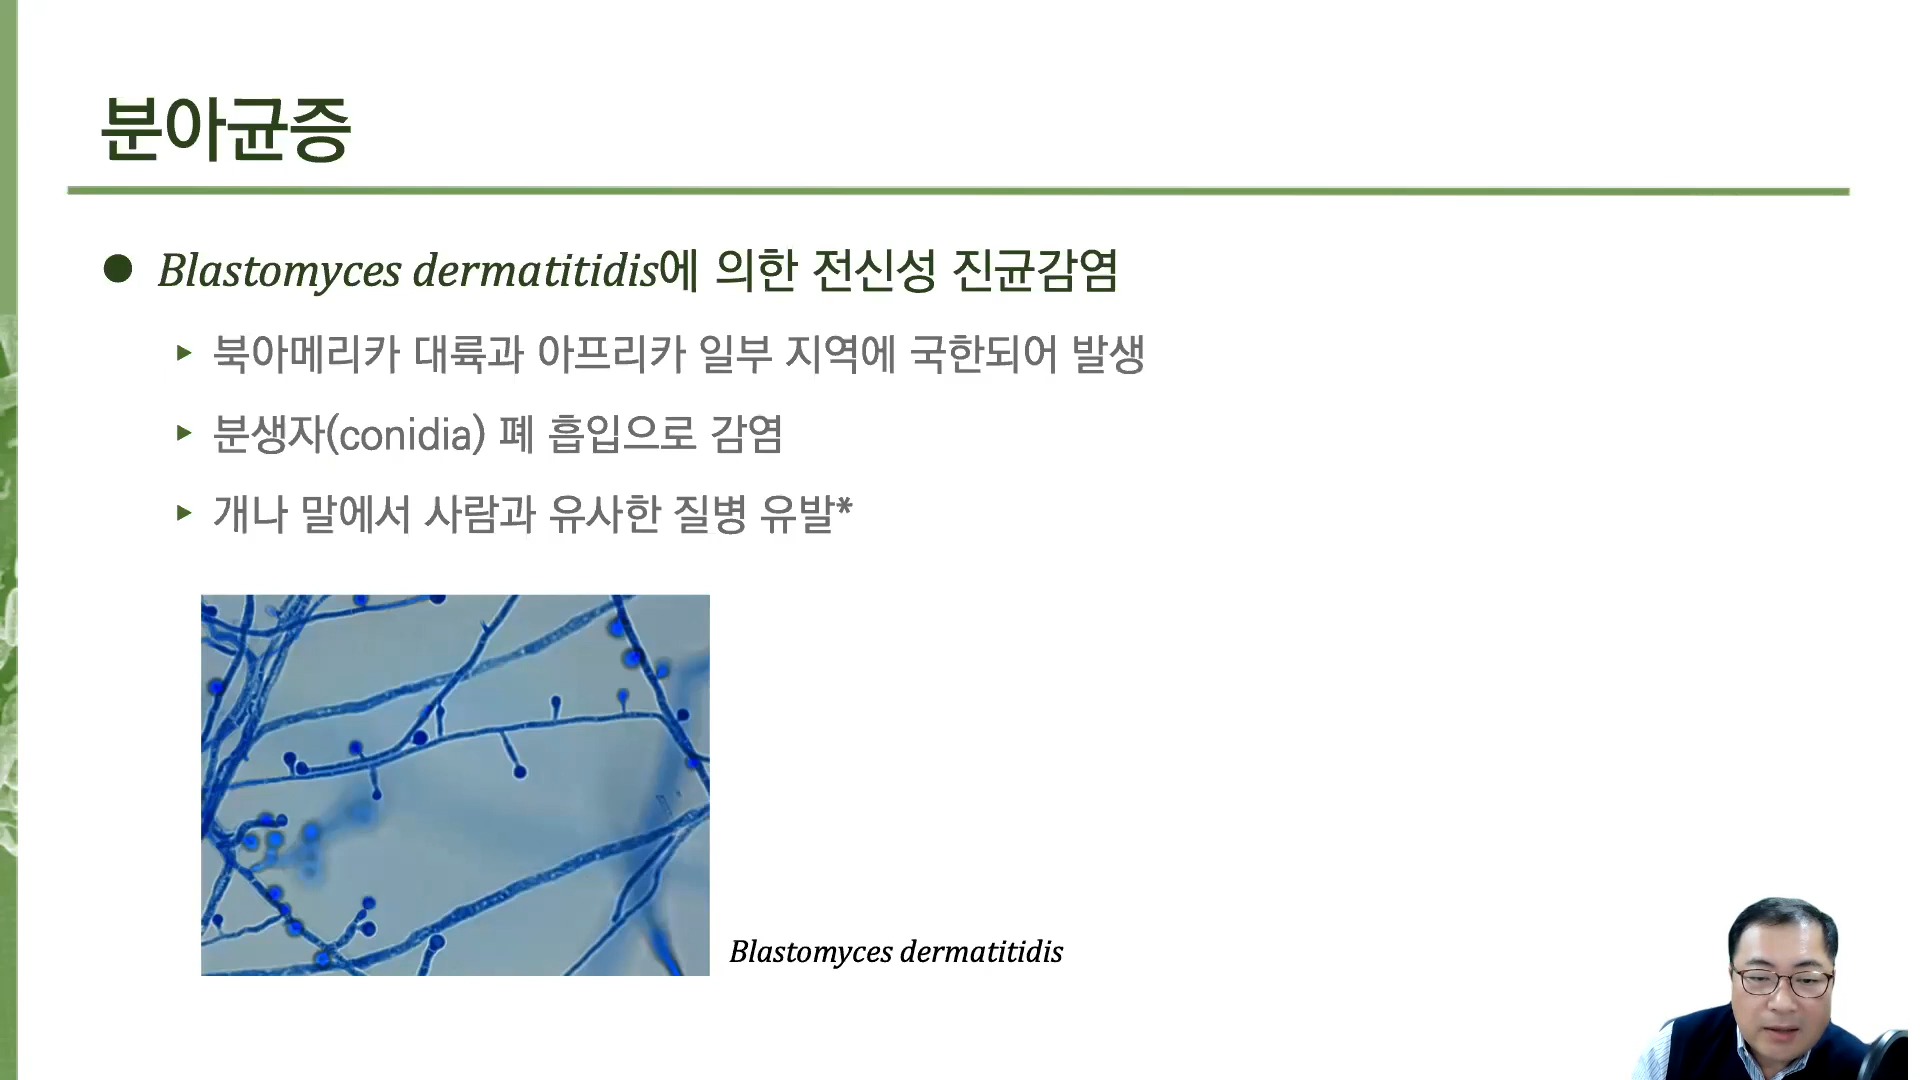 분아균증
● Blastomyces dermatitidis에 의한 전신성 진균감염
▸ 북아메리카 대륙과 아프리카 일부 지역에 국한되어 발생
▸ 분생자(conidia) 폐 흡입으로 감염
▸ 개나 말에서 사람과 유사한 질병 유발*
Blastomyces dermatitidis